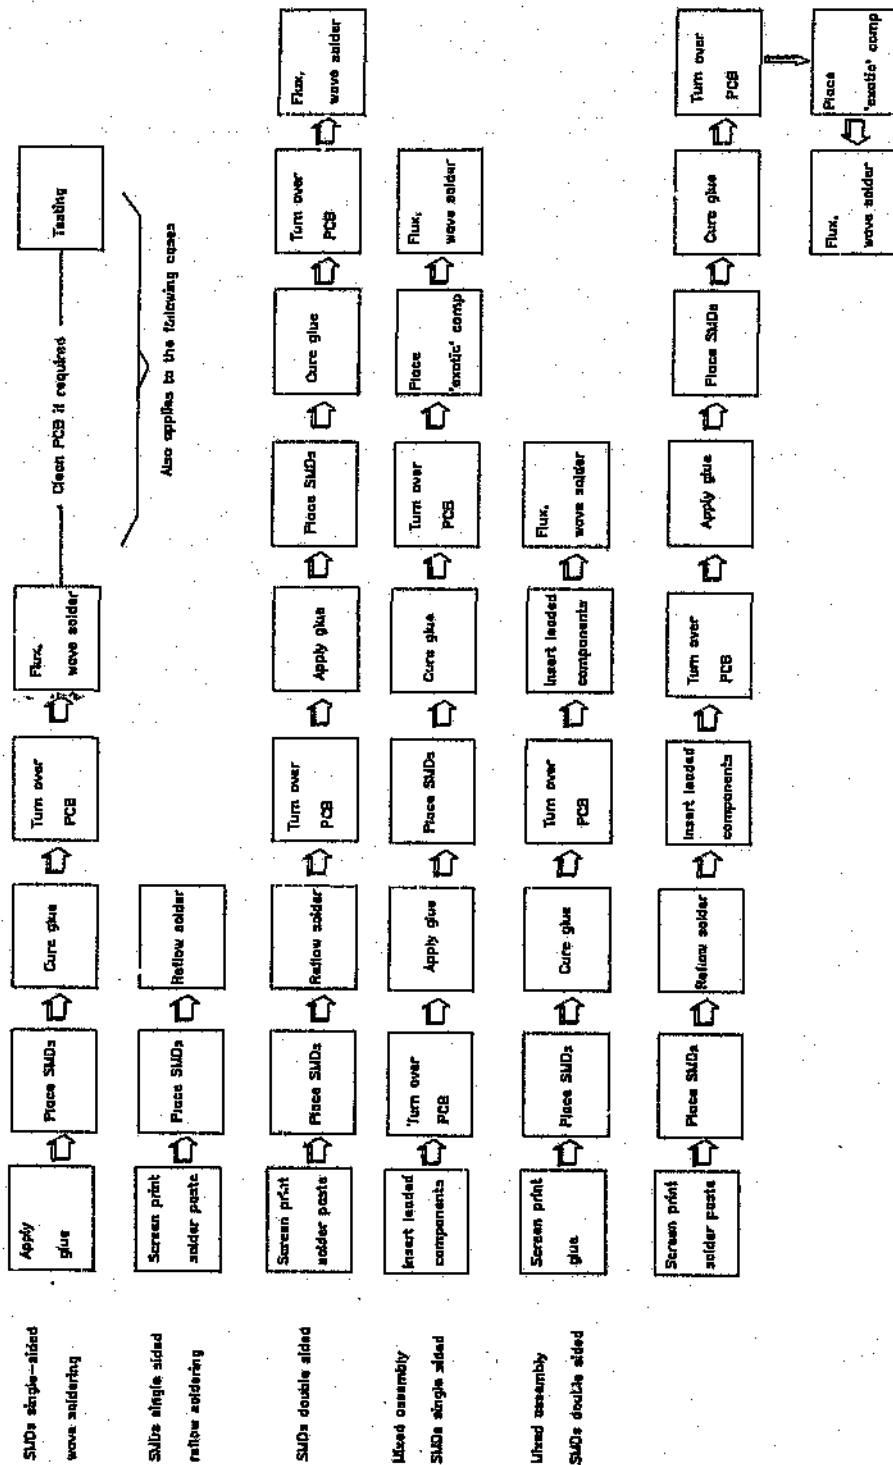 SMDs single-sided
wave soldering
Apply
glue
Place SMDs
Cure glue
Turn over
PCB
Flux,
wave solder
Clean PCB if required
Testing
Also applies to the following cases
SMDs single sided
reflow soldering
Screen print
solder paste
Place SMDs
Reflow solder
SMDs double sided
Screen print
solder paste
Place SMDs
Reflow solder
Turn over
PCB
Apply glue
Place SMDs
Cure glue
Turn over
PCB
Flux,
wave solder
Mixed assembly
SMDs single sided
Insert leaded
components
Turn over
PCB
Apply glue
Place SMDs
Cure glue
Turn over
PCB
Place
'exotic' comp
Flux,
wave solder
Mixed assembly
SMDs double sided
Screen print
glue
Place SMDs
Cure glue
Turn over
PCB
Insert leaded
components
Flux,
wave solder
Screen print
solder paste
Place SMDs
Reflow solder
Insert leaded
components
Turn over
PCB
Apply glue
Place SMDs
Cure glue
Turn over
PCB
Place
'exotic' comp
Flux,
wave solder